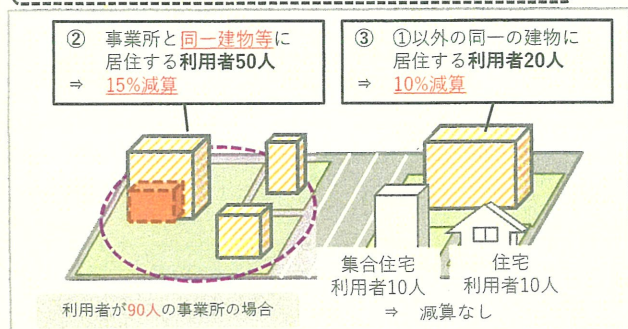 ② 事業所と同一建物等に
居住する利用者50人
⇒ 15%減算
③ ①以外の同一の建物に
居住する利用者20人
⇒ 10%減算
集合住宅
利用者10人
住宅
利用者10人
⇒ 減算なし
利用者が90人の事業所の場合